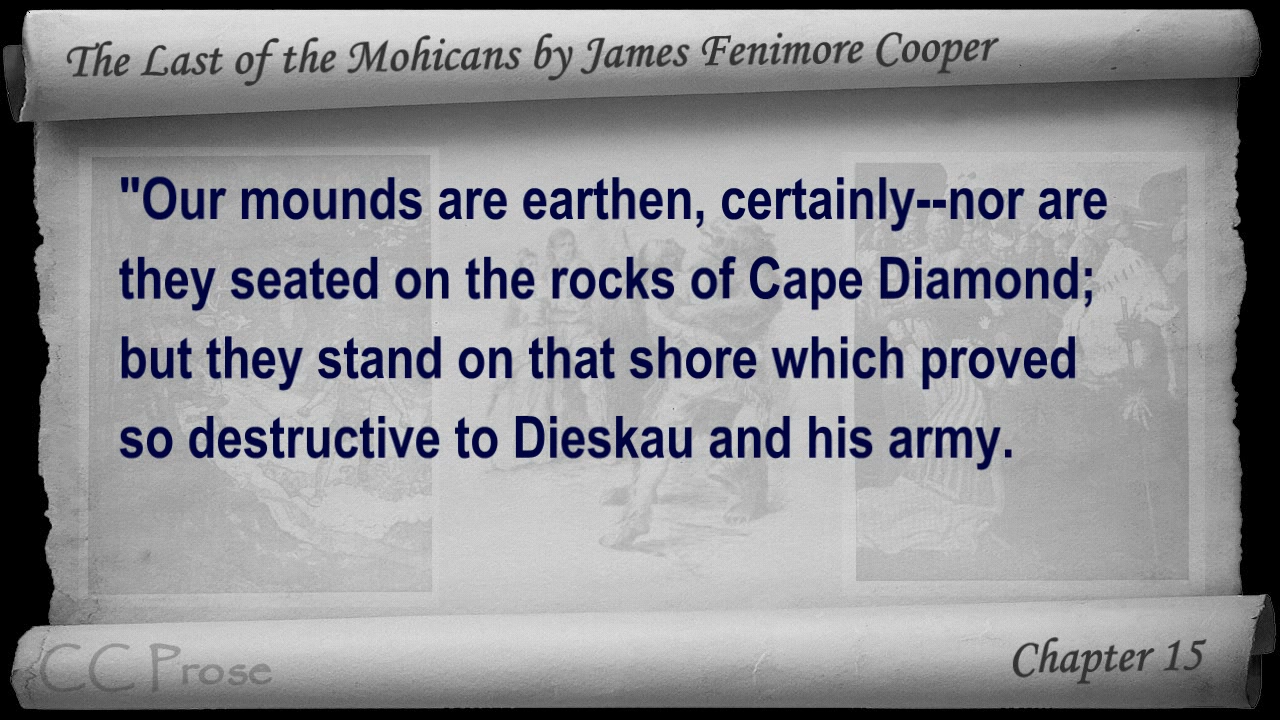 The Last of the Mohicans by James Fenimore Cooper
"Our mounds are earthen, certainly--nor are
they seated on the rocks of Cape Diamond;
but they stand on that shore which proved
so destructive to Dieskau and his army.
CC Prose
Chapter 15